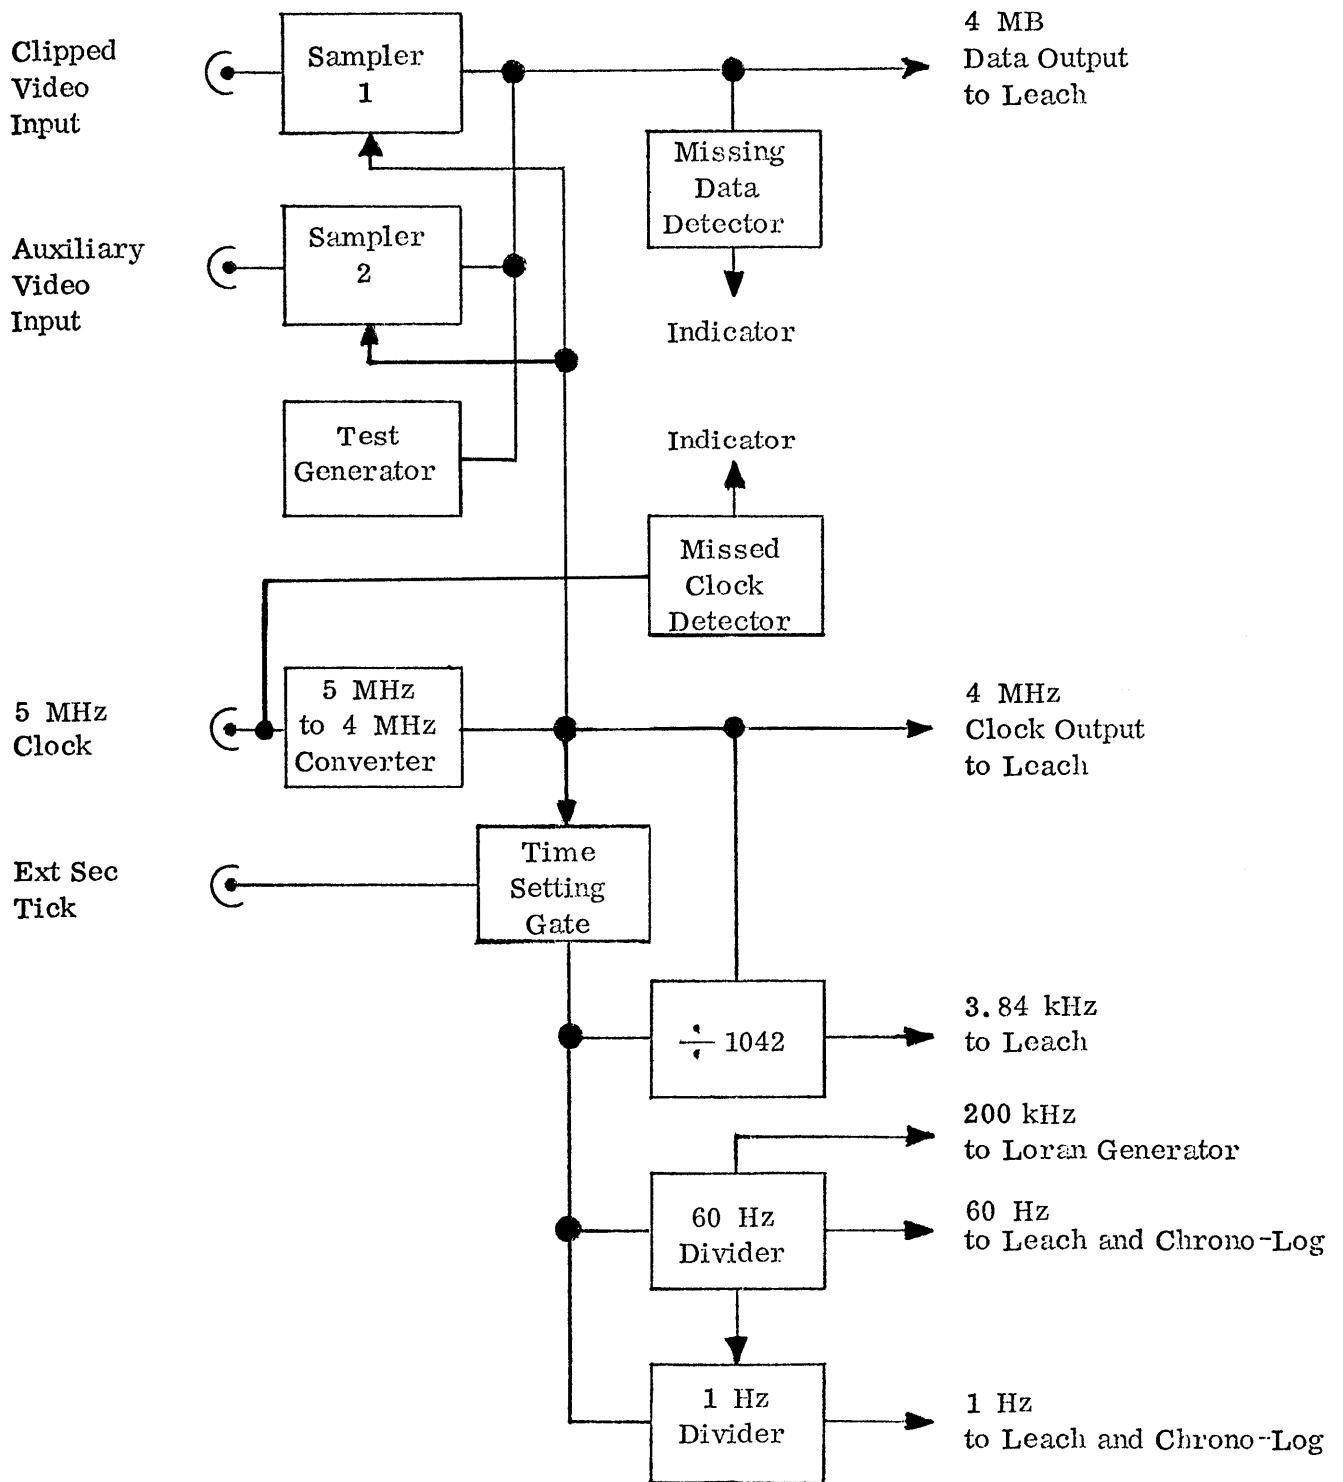 Clipped
Video
Input
Sampler
1
4 MB
Data Output
to Leach
Missing
Data
Detector
Indicator
Auxiliary
Video
Input
Sampler
2
Test
Generator
Indicator
Missed
Clock
Detector
5 MHz
Clock
5 MHz
to 4 MHz
Converter
4 MHz
Clock Output
to Leach
Ext Sec
Tick
Time
Setting
Gate
÷ 1042
3.84 kHz
to Leach
200 kHz
to Loran Generator
60 Hz
Divider
60 Hz
to Leach and Chrono-Log
1 Hz
Divider
1 Hz
to Leach and Chrono-Log